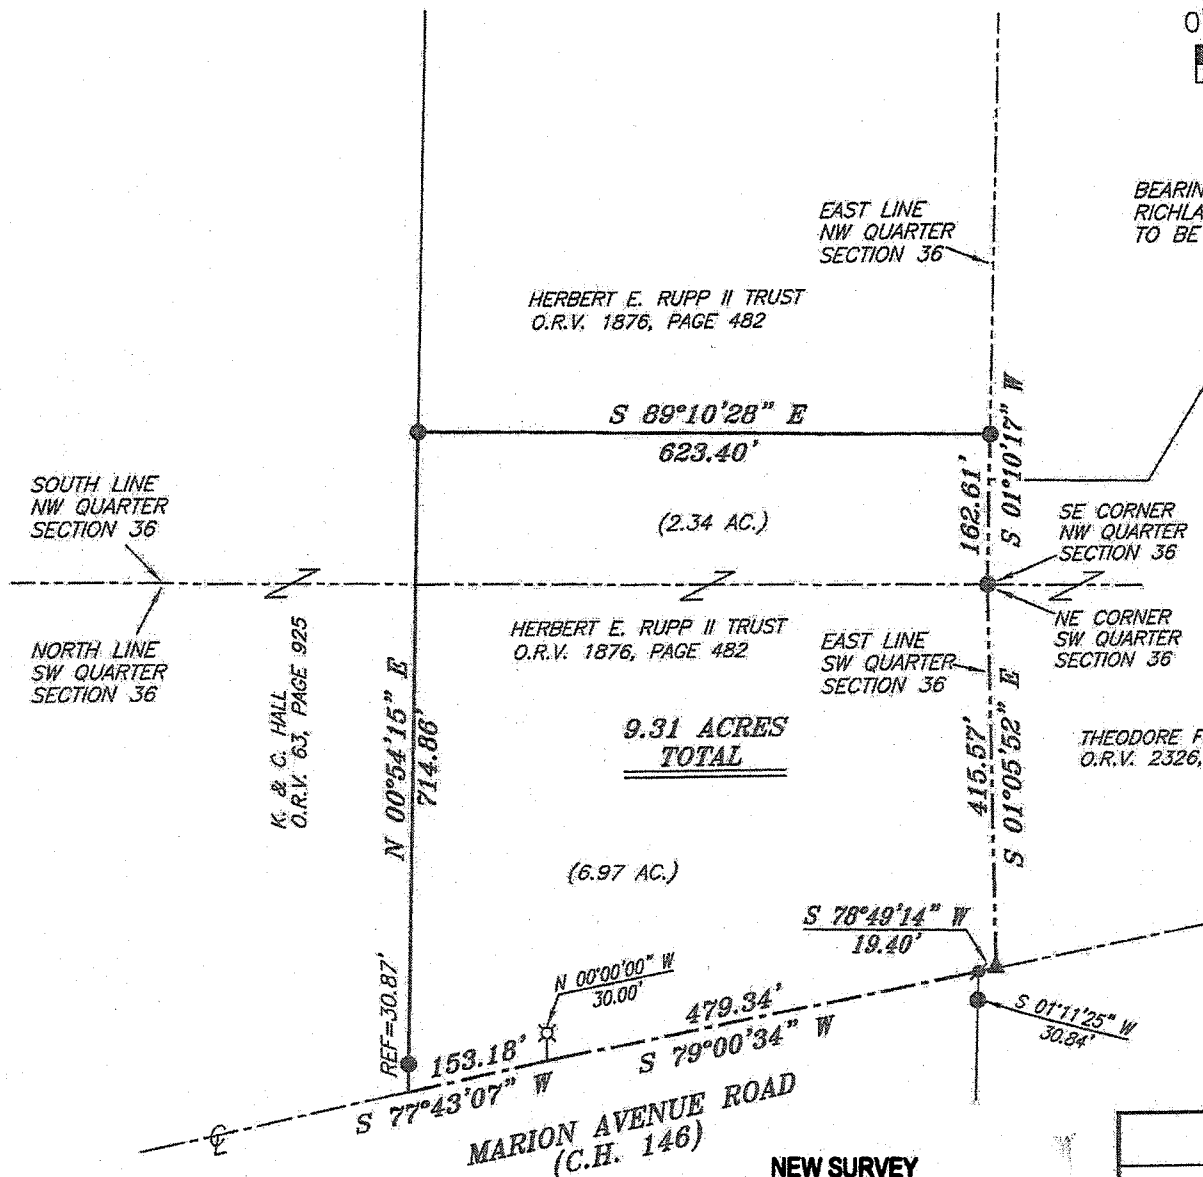 0'
BEARIN
RICHLA
TO BE
EAST LINE
NW QUARTER
SECTION 36
HERBERT E. RUPP II TRUST
O.R.V. 1876, PAGE 482
S 89°10'28" E
623.40'
S 01°10'17" W
162.61'
(2.34 AC.)
SOUTH LINE
NW QUARTER
SECTION 36
SE CORNER
NW QUARTER
SECTION 36
NORTH LINE
SW QUARTER
SECTION 36
K. & C. HALL
O.R.V. 63, PAGE 925
HERBERT E. RUPP II TRUST
O.R.V. 1876, PAGE 482
EAST LINE
SW QUARTER
SECTION 36
NE CORNER
SW QUARTER
SECTION 36
N 00°54'15" E
714.86'
9.31 ACRES
TOTAL
415.57'
S 01°05'52" E
THEODORE F
O.R.V. 2326,
(6.97 AC.)
S 78°49'14" W
19.40'
REF=30.87'
N 00°00'00" W
30.00'
S 01°11'25" W
30.84'
153.18'
S 77°43'07" W
479.34'
S 79°00'34" W
MARION AVENUE ROAD
(C.H. 146)
NEW SURVEY